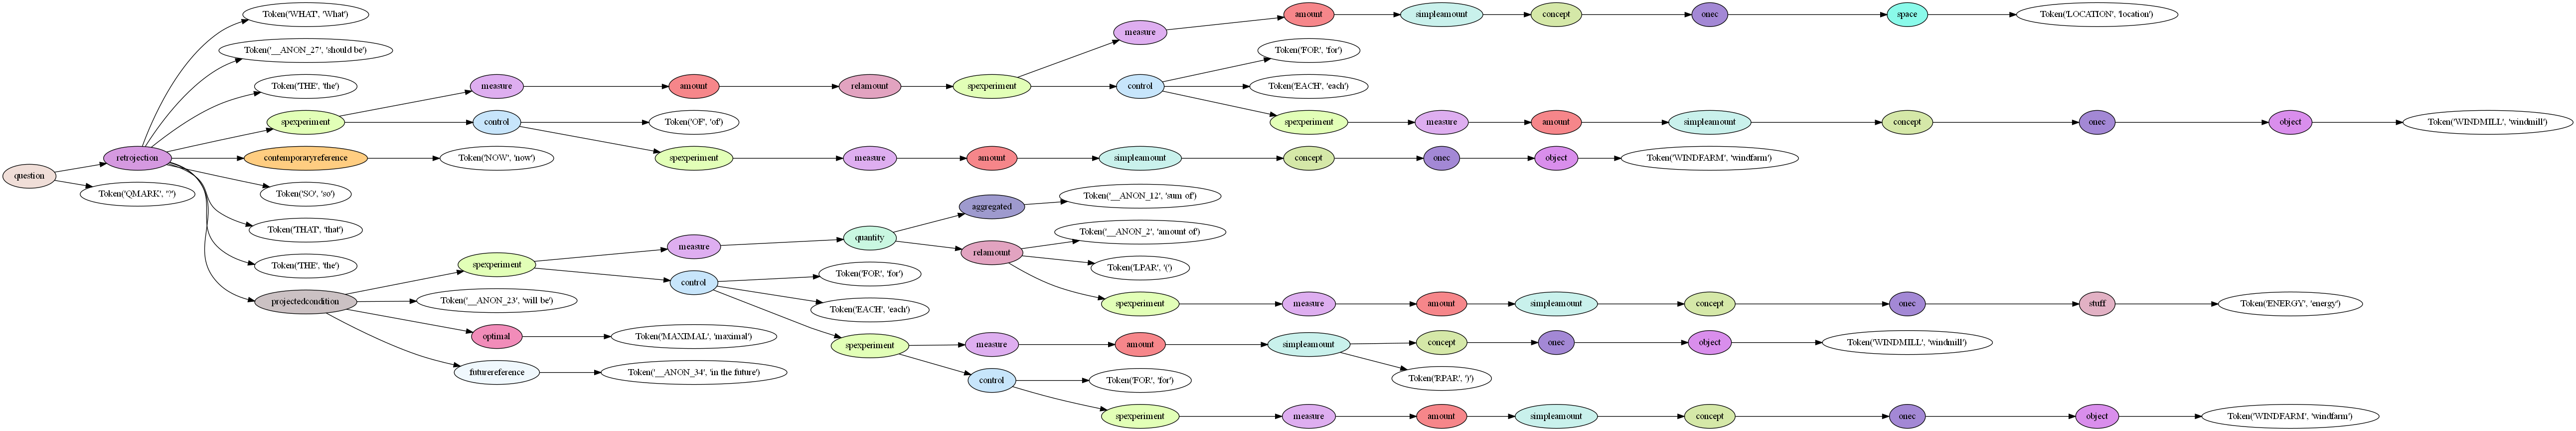 Token('WHAT', 'What')
amount
simpleamount
concept
onec
space
Token('LOCATION', 'location')
measure
Token('__ANON_27', 'should be')
Token('FOR', 'for')
Token('THE', 'the')
measure
amount
relamount
spexperiment
control
Token('EACH', 'each')
spexperiment
control
Token('OF', 'of')
spexperiment
measure
amount
simpleamount
concept
onec
object
Token('WINDMILL', 'windmill')
retrojection
contemporaryreference
Token('NOW', 'now')
spexperiment
measure
amount
simpleamount
concept
onec
object
Token('WINDFARM', 'windfarm')
question
Token('QMARK', '?')
Token('SO', 'so')
aggregated
Token('__ANON_12', 'sum of')
Token('THAT', 'that')
measure
quantity
Token('__ANON_2', 'amount of')
relamount
Token('THE', 'the')
spexperiment
Token('LPAR', '(')
control
Token('FOR', 'for')
projectedcondition
Token('__ANON_23', 'will be')
Token('EACH', 'each')
spexperiment
measure
amount
simpleamount
concept
onec
stuff
Token('ENERGY', 'energy')
optimal
Token('MAXIMAL', 'maximal')
spexperiment
measure
amount
simpleamount
concept
onec
object
Token('WINDMILL', 'windmill')
futurereference
Token('__ANON_34', 'in the future')
control
Token('FOR', 'for')
Token('RPAR', ')')
spexperiment
measure
amount
simpleamount
concept
onec
object
Token('WINDFARM', 'windfarm')